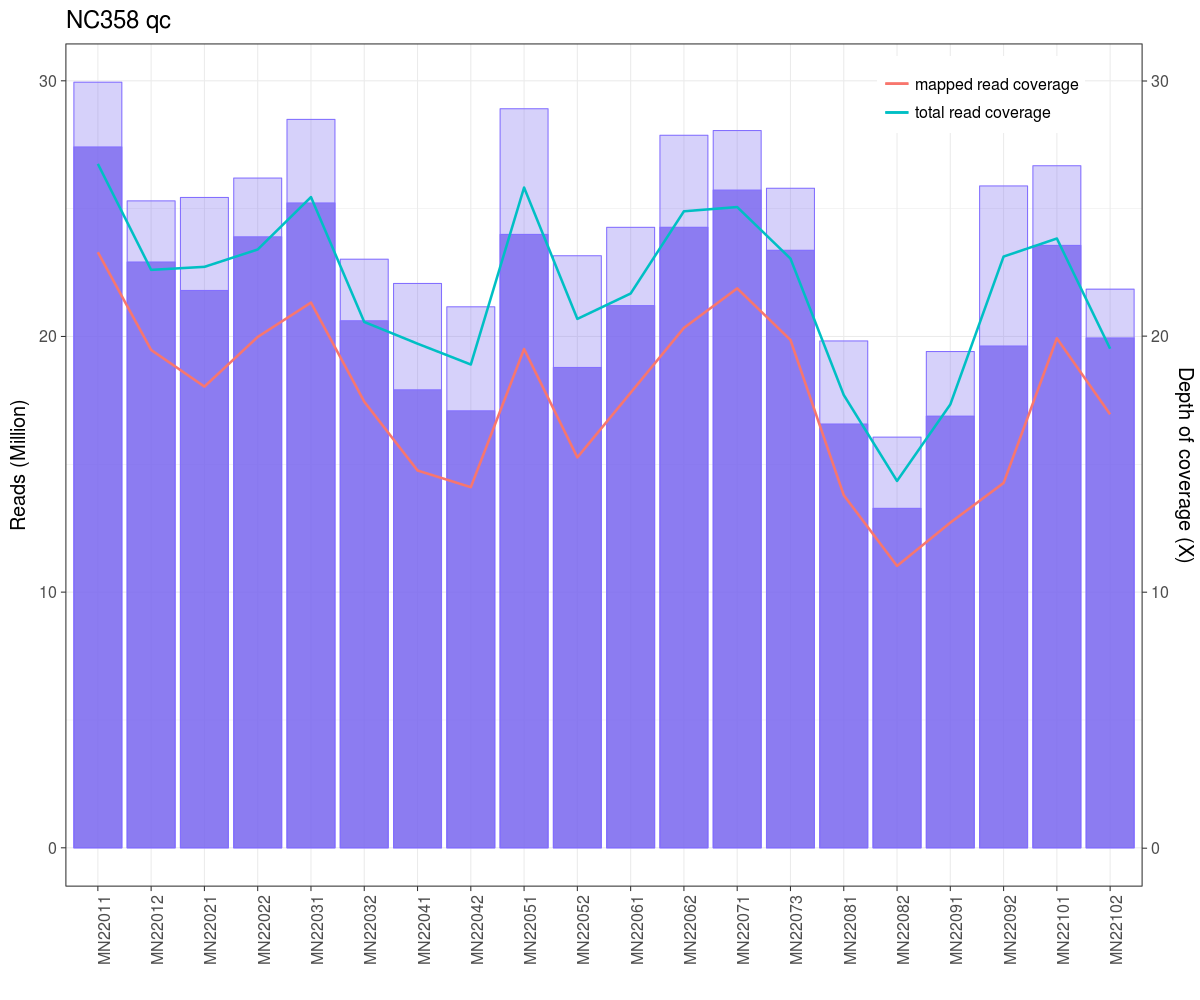 NC358 qc
30
20
10
0
Reads (Million)
30
20
10
0
Depth of coverage (X)
mapped read coverage
total read coverage
MN22011
MN22012
MN22021
MN22022
MN22031
MN22032
MN22041
MN22042
MN22051
MN22052
MN22061
MN22062
MN22071
MN22073
MN22081
MN22082
MN22091
MN22092
MN22101
MN22102